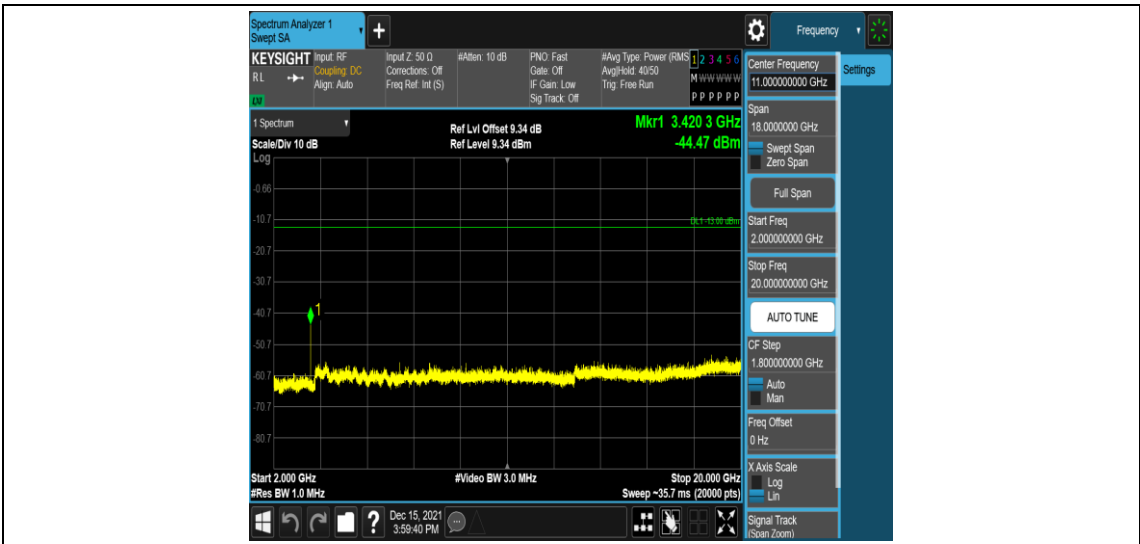 Spectrum Analyzer 1
Swept SA
Frequency
KEYSIGHT
RL
LXI
Input: RF
Coupling: DC
Align: Auto
Input Z: 50 Ω
Corrections: Off
Freq Ref: Int (S)
#Atten: 10 dB
PNO: Fast
Gate: Off
IF Gain: Low
Sig Track: Off
#Avg Type: Power (RMS
Avg|Hold: 40/50
Trig: Free Run
1 2 3 4 5 6
M W W W W W
P P P P P P
Center Frequency
11.000000000 GHz
Settings
Span
18.0000000 GHz
Swept Span
Zero Span
Full Span
Start Freq
2.000000000 GHz
Stop Freq
20.000000000 GHz
AUTO TUNE
CF Step
1.800000000 GHz
Auto
Man
Freq Offset
0 Hz
X Axis Scale
Log
Lin
Signal Track
(Span Zoom)
1 Spectrum
Scale/Div 10 dB
Log
Ref Lvl Offset 9.34 dB
Ref Level 9.34 dBm
Mkr1 3.420 3 GHz
-44.47 dBm
-0.66
-10.7
DL1 -13.00 dBm
-20.7
-30.7
-40.7
1
-50.7
-60.7
-70.7
-80.7
Start 2.000 GHz
#Res BW 1.0 MHz
#Video BW 3.0 MHz
Stop 20.000 GHz
Sweep ~35.7 ms (20000 pts)
?
Dec 15, 2021
3:59:40 PM